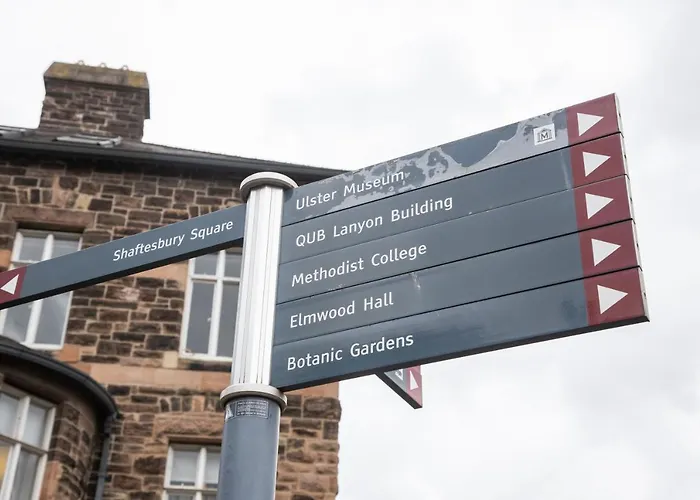 Shaftesbury Square
Ulster Museum
M
QUB Lanyon Building
Methodist College
Elmwood Hall
Botanic Gardens